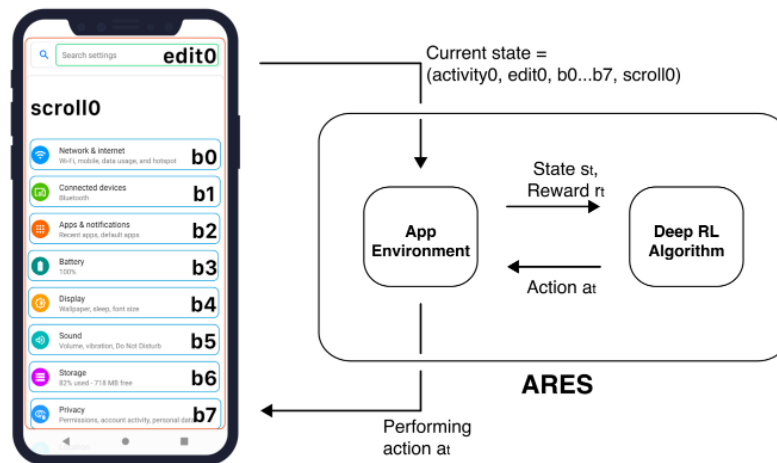 Search settings
edit0
scroll0
Network & internet
Wi-Fi, mobile, data usage, and hotspot
b0
Connected devices
Bluetooth
b1
Apps & notifications
Recent apps, default apps
b2
Battery
100%
b3
Display
Wallpaper, sleep, font size
b4
Sound
Volume, vibration, Do Not Disturb
b5
Storage
82% used - 718 MB free
b6
Privacy
Permissions, account activity, personal data
b7
Current state =
(activity0, edit0, b0...b7, scroll0)
App
Environment
State st,
Reward rt
Action at
Deep RL
Algorithm
ARES
Performing
action at